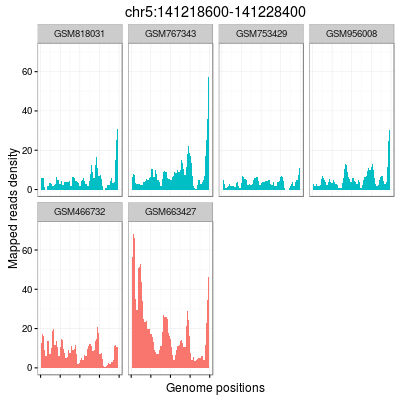 chr5:141218600-141228400
GSM818031 GSM767343 GSM753429 GSM956008
60
40
20
0
GSM466732 GSM663427
60
40
20
0
Mapped reads density
Genome positions